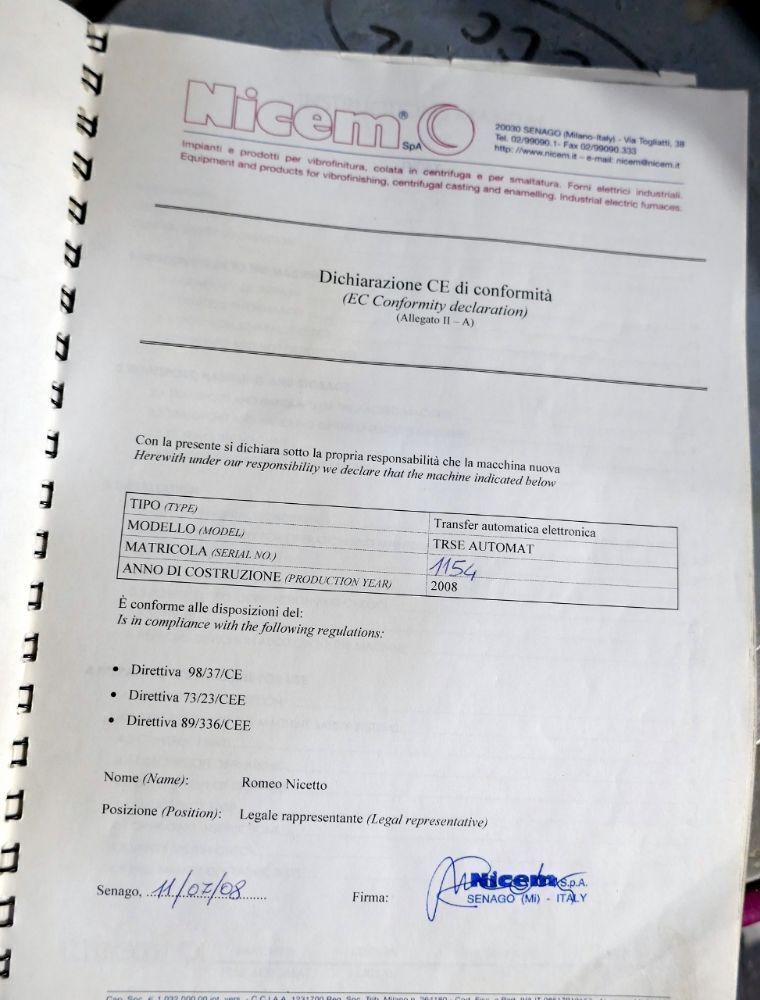 Nicem® SpA
20030 SENAGO (Milano-Italy) - Via Togliatti, 38
Tel. 02/99090.1- Fax 02/99090.333
http: //www.nicem.it – e-mail: nicem@nicem.it
Impianti e prodotti per vibrofinitura, colata in centrifuga e per smaltatura. Forni elettrici industriali.
Equipment and products for vibrofinishing, centrifugal casting and enamelling. Industrial electric furnaces.
Dichiarazione CE di conformità
(EC Conformity declaration)
(Allegato II – A)
Con la presente si dichiara sotto la propria responsabilità che la macchina nuova
Herewith under our responsibility we declare that the machine indicated below
TIPO (TYPE) Transfer automatica elettronica
MODELLO (MODEL) TRSE AUTOMAT
MATRICOLA (SERIAL NO.) 1154
ANNO DI COSTRUZIONE (PRODUCTION YEAR) 2008
È conforme alle disposizioni del:
Is in compliance with the following regulations:
• Direttiva 98/37/CE
• Direttiva 73/23/CEE
• Direttiva 89/336/CEE
Nome (Name): Romeo Nicetto
Posizione (Position): Legale rappresentante (Legal representative)
Senago, 11/07/08 Firma: Nicem S.p.A.
SENAGO (Mi) - ITALY